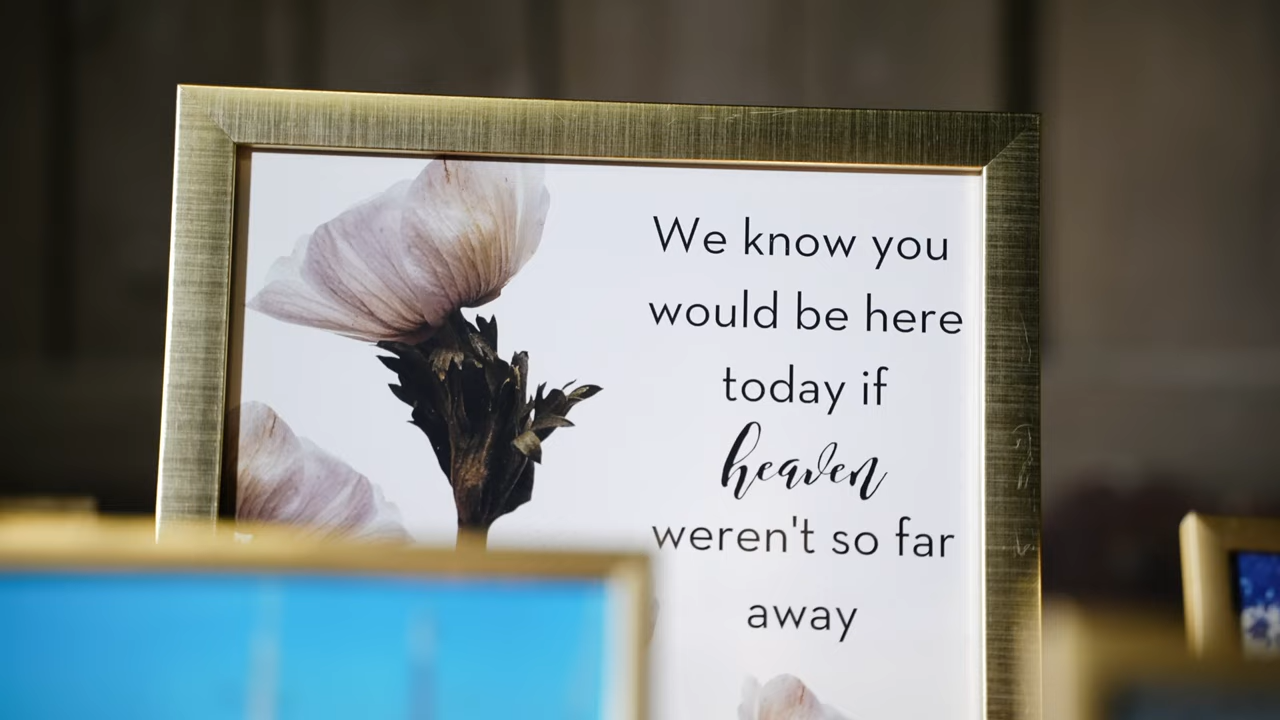 We know you
would be here
today if
heaven
weren't so far
away